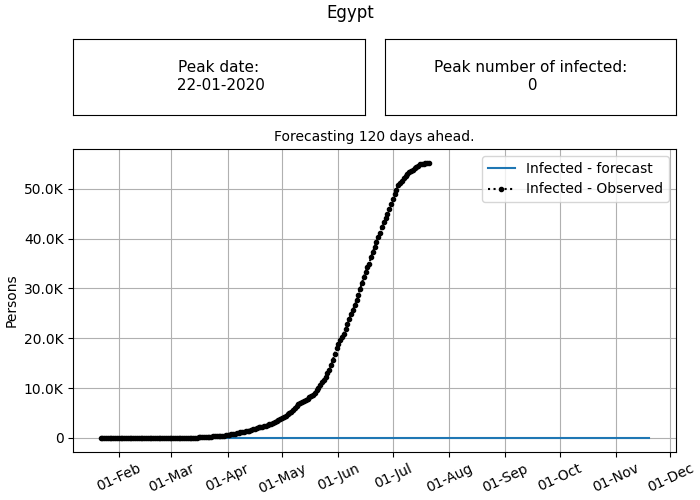 Egypt
Peak date:
22-01-2020
Peak number of infected:
0
Forecasting 120 days ahead.
Infected - forecast
Infected - Observed
Persons
50.0K
40.0K
30.0K
20.0K
10.0K
0
01-Feb
01-Mar
01-Apr
01-May
01-Jun
01-Jul
01-Aug
01-Sep
01-Oct
01-Nov
01-Dec